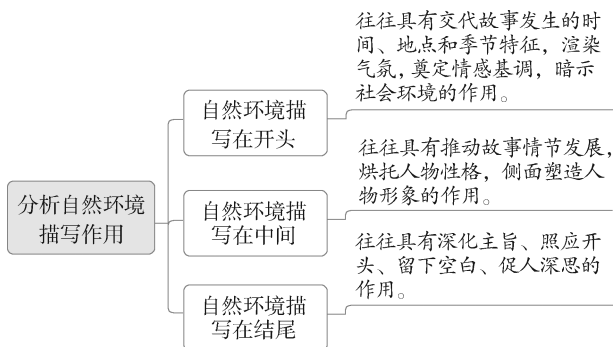 往往具有交代故事发生的时
间、地点和季节特征，渲染
气氛，奠定情感基调，暗示
社会环境的作用。
自然环境描
写在开头
往往具有推动故事情节发展，
烘托人物性格，侧面塑造人
物形象的作用。
分析自然环境
描写作用
自然环境描
写在中间
往往具有深化主旨、照应开
头、留下空白、促人深思的
作用。
自然环境描
写在结尾